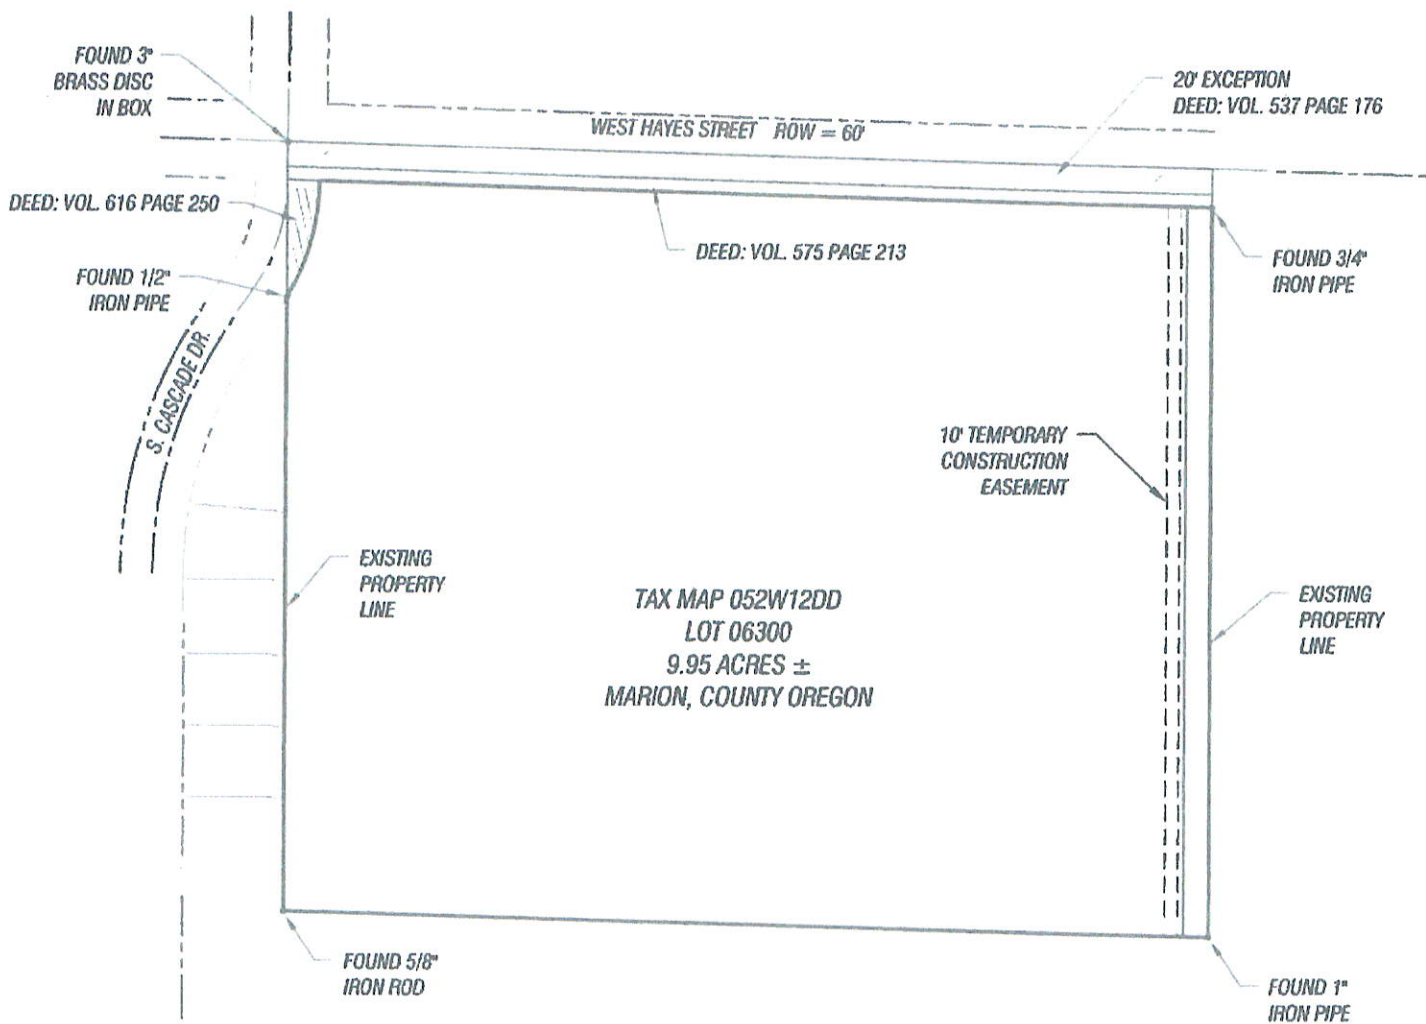 FOUND 3"
BRASS DISC
IN BOX
20' EXCEPTION
DEED: VOL. 537 PAGE 176
WEST HAYES STREET ROW = 60'
DEED: VOL. 616 PAGE 250
DEED: VOL. 575 PAGE 213
FOUND 3/4"
IRON PIPE
FOUND 1/2"
IRON PIPE
S. CASCADE DR.
10' TEMPORARY
CONSTRUCTION
EASEMENT
EXISTING
PROPERTY
LINE
TAX MAP 052W12DD
LOT 06300
9.95 ACRES ±
MARION, COUNTY OREGON
EXISTING
PROPERTY
LINE
FOUND 5/8"
IRON ROD
FOUND 1"
IRON PIPE